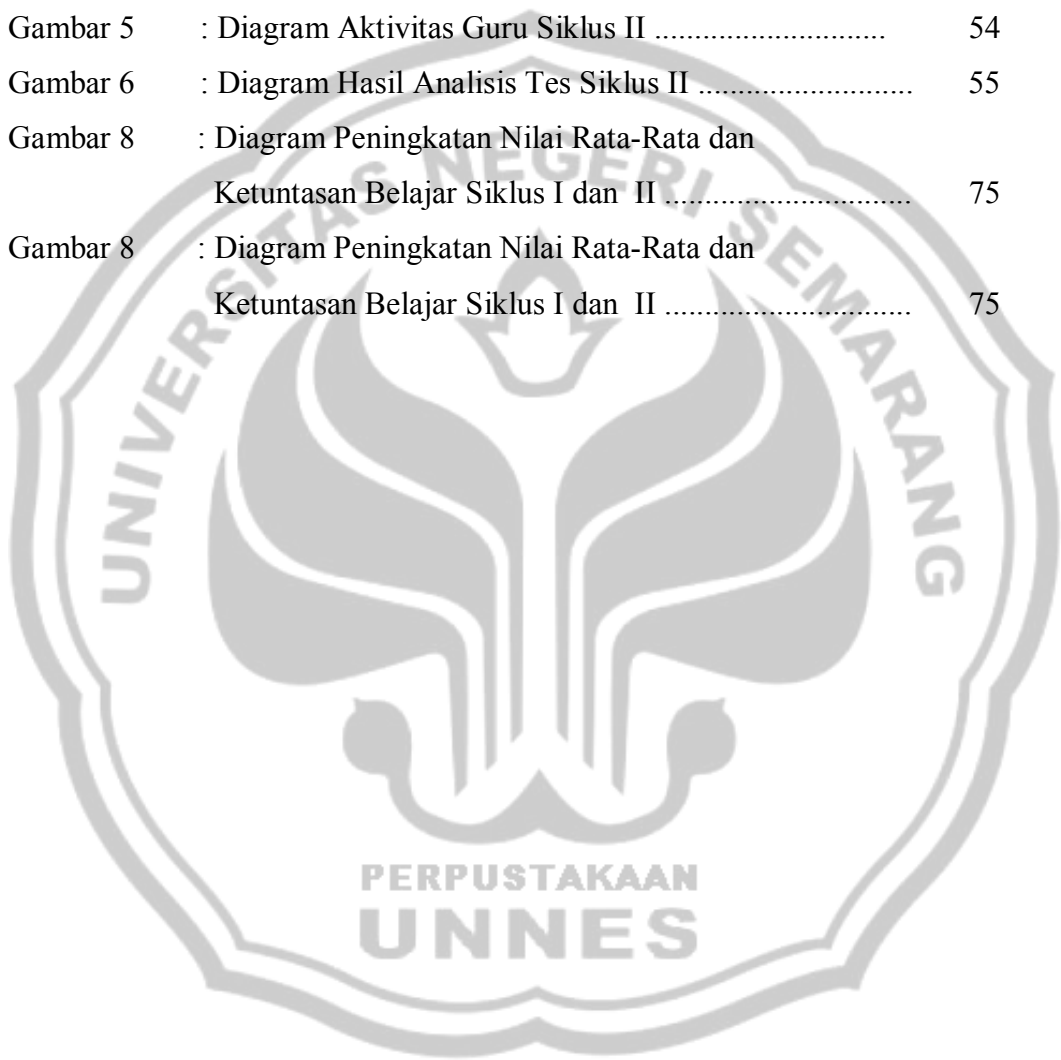 Gambar 5 : Diagram Aktivitas Guru Siklus II ............................ 54
Gambar 6 : Diagram Hasil Analisis Tes Siklus II .......................... 55
Gambar 8 : Diagram Peningkatan Nilai Rata-Rata dan
Ketuntasan Belajar Siklus I dan II .............................. 75
Gambar 8 : Diagram Peningkatan Nilai Rata-Rata dan
Ketuntasan Belajar Siklus I dan II .............................. 75
UNIVERSITAS NEGERI SEMARANG
PERPUSTAKAAN
UNNES